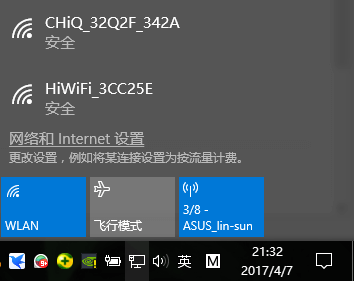 CHiQ_32Q2F_342A
安全
HiWiFi_3CC25E
安全
网络和 Internet 设置
更改设置，例如将某连接设置为按流量计费。
WLAN
飞行模式
3/8 -
ASUS_lin-sun
英
M
21:32
2017/4/7